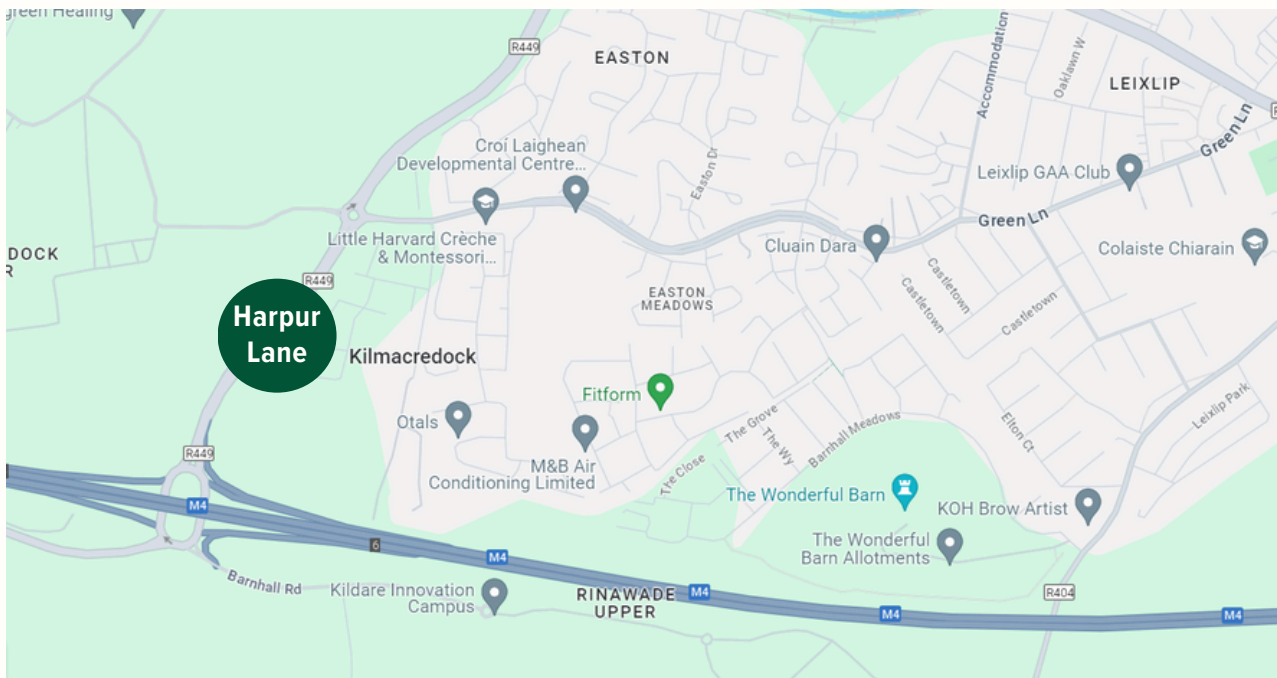 green Healing
R449
EASTON
Accommodation
Oaklawn W
LEIXLIP
Green Ln
Croí Laighean
Developmental Centre...
Easton Dr
Leixlip GAA Club
Green Ln
Little Harvard Crèche
& Montessori...
Cluain Dara
Colaiste Chiarain
DOCK
R
R449
Castletown
Castletown
Castletown
EASTON
MEADOWS
Harpur
Lane
Kilmacredock
Fitform
Otals
The Grove
The Wy
Barnhall Meadows
Elton Ct
Leixlip Park
M&B Air
Conditioning Limited
The Close
R449
The Wonderful Barn
KOH Brow Artist
M4
6
M4
The Wonderful
Barn Allotments
Barnhall Rd
Kildare Innovation
Campus
RINAWADE
UPPER
M4
R404
M4
M4